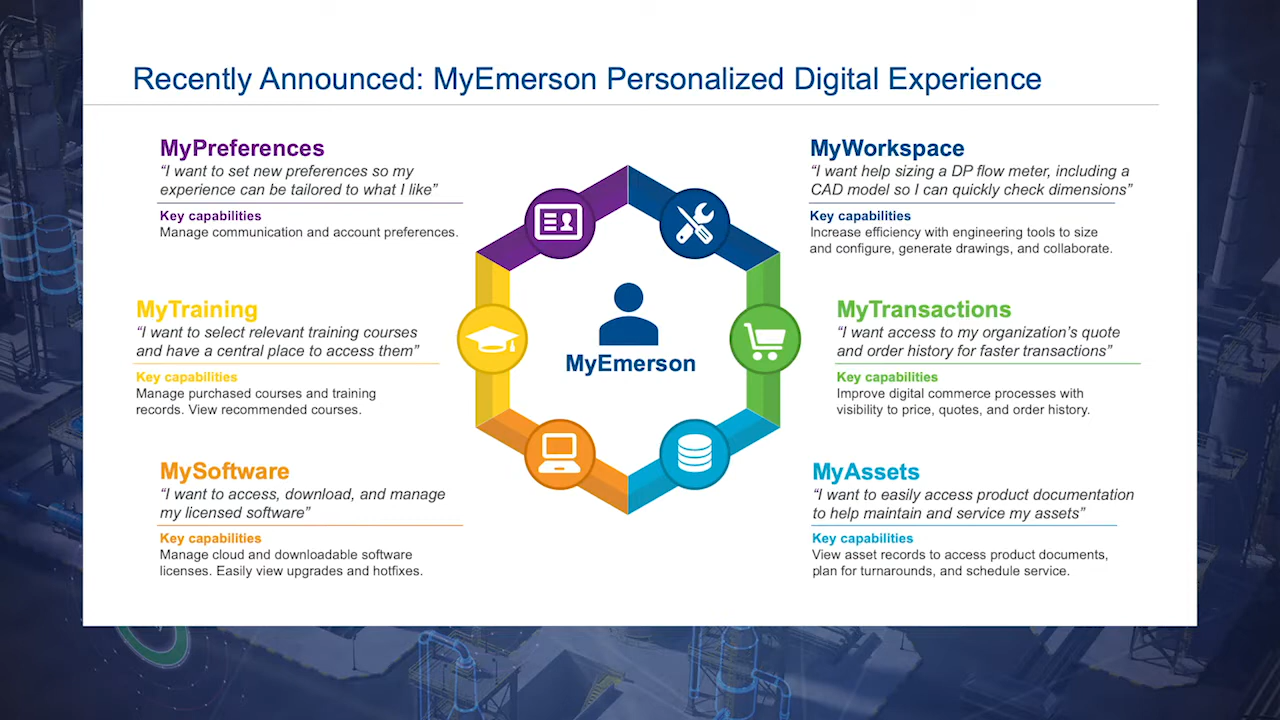 Recently Announced: MyEmerson Personalized Digital Experience
MyPreferences
“I want to set new preferences so my
experience can be tailored to what I like”
Key capabilities
Manage communication and account preferences.
MyWorkspace
“I want help sizing a DP flow meter, including a
CAD model so I can quickly check dimensions”
Key capabilities
Increase efficiency with engineering tools to size
and configure, generate drawings, and collaborate.
MyTraining
“I want to select relevant training courses
and have a central place to access them”
Key capabilities
Manage purchased courses and training
records. View recommended courses.
MyEmerson
MyTransactions
“I want access to my organization’s quote
and order history for faster transactions”
Key capabilities
Improve digital commerce processes with
visibility to price, quotes, and order history.
MySoftware
“I want to access, download, and manage
my licensed software”
Key capabilities
Manage cloud and downloadable software
licenses. Easily view upgrades and hotfixes.
MyAssets
“I want to easily access product documentation
to help maintain and service my assets”
Key capabilities
View asset records to access product documents,
plan for turnarounds, and schedule service.